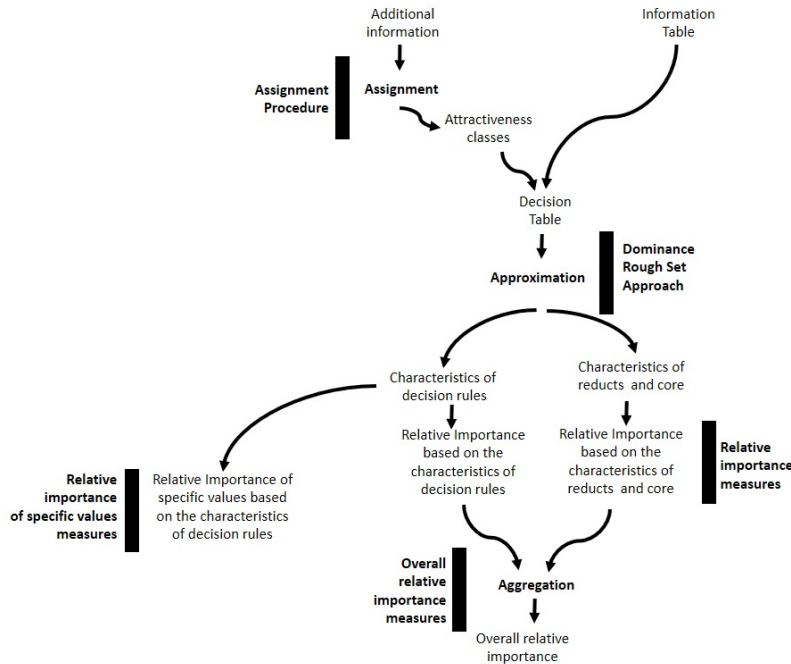 Additional
information
Information
Table
Assignment
Procedure
Assignment
Attractiveness
classes
Decision
Table
Dominance
Rough Set
Approach
Approximation
Characteristics of
decision rules
Characteristics of
reducts and core
Relative Importance
based on the
characteristics of
decision rules
Relative Importance
based on the
characteristics of
reducts and core
Relative
importance
measures
Relative
importance
of specific values
measures
Relative Importance of
specific values based
on the characteristics
of decision rules
Overall
relative
importance
measures
Aggregation
Overall relative
importance